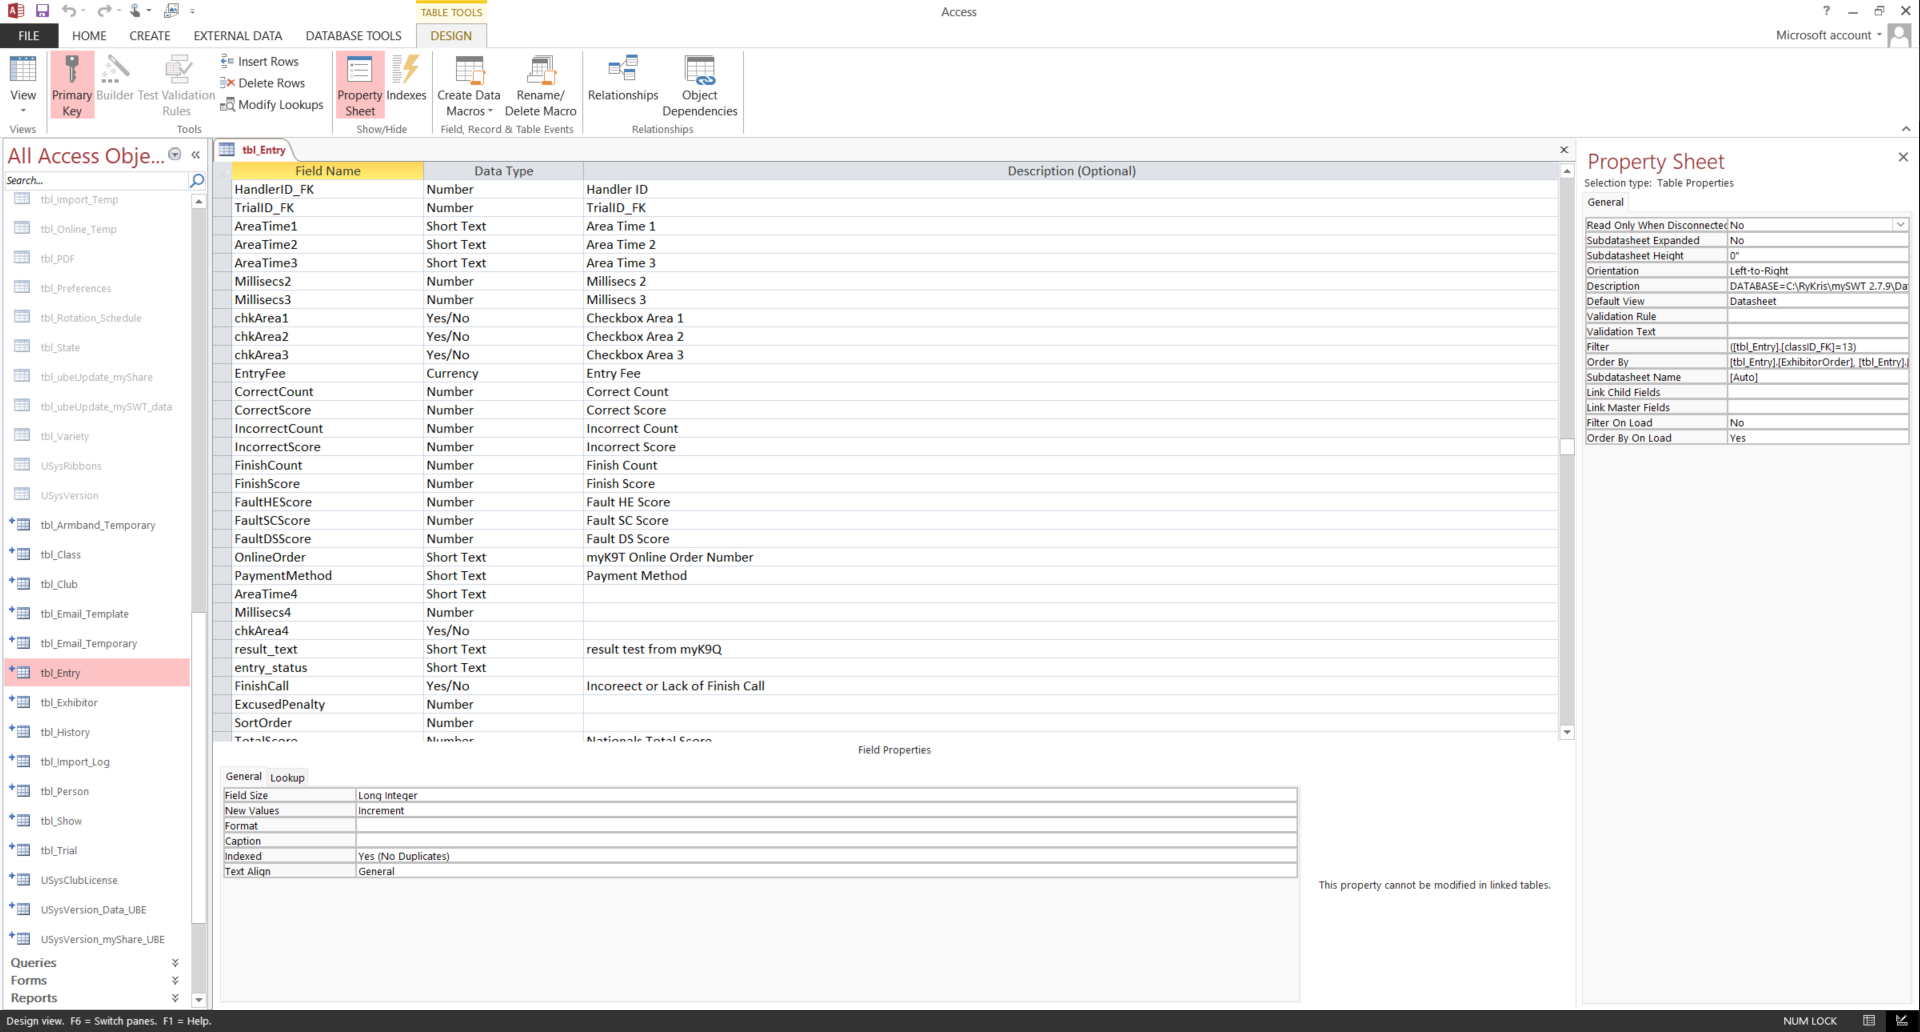 TABLE TOOLS
Access
FILE
HOME
CREATE
EXTERNAL DATA
DATABASE TOOLS
DESIGN
Microsoft account
View
Views
Primary Key
Builder
Test Validation Rules
Insert Rows
Delete Rows
Modify Lookups
Tools
Property Sheet
Indexes
Show/Hide
Create Data Macros
Rename/ Delete Macro
Field, Record & Table Events
Relationships
Object Dependencies
Relationships
All Access Obje...
Search...
tbl_Import_Temp
tbl_Online_Temp
tbl_PDF
tbl_Preferences
tbl_Rotation_Schedule
tbl_State
tbl_ubeUpdate_myShare
tbl_ubeUpdate_mySWT_data
tbl_Variety
USysRibbons
USysVersion
tbl_Armband_Temporary
tbl_Class
tbl_Club
tbl_Email_Template
tbl_Email_Temporary
tbl_Entry
tbl_Exhibitor
tbl_History
tbl_Import_Log
tbl_Person
tbl_Show
tbl_Trial
USysClubLicense
USysVersion_Data_UBE
USysVersion_myShare_UBE
Queries
Forms
Reports
tbl_Entry
Field Name Data Type Description (Optional)
HandlerID_FK Number Handler ID
TrialID_FK Number TrialID_FK
AreaTime1 Short Text Area Time 1
AreaTime2 Short Text Area Time 2
AreaTime3 Short Text Area Time 3
Millisecs2 Number Millisecs 2
Millisecs3 Number Millisecs 3
chkArea1 Yes/No Checkbox Area 1
chkArea2 Yes/No Checkbox Area 2
chkArea3 Yes/No Checkbox Area 3
EntryFee Currency Entry Fee
CorrectCount Number Correct Count
CorrectScore Number Correct Score
IncorrectCount Number Incorrect Count
IncorrectScore Number Incorrect Score
FinishCount Number Finish Count
FinishScore Number Finish Score
FaultHEScore Number Fault HE Score
FaultSCScore Number Fault SC Score
FaultDSScore Number Fault DS Score
OnlineOrder Short Text myK9T Online Order Number
PaymentMethod Short Text Payment Method
AreaTime4 Short Text
Millisecs4 Number
chkArea4 Yes/No
result_text Short Text result test from myK9Q
entry_status Short Text
FinishCall Yes/No Incoreect or Lack of Finish Call
ExcusedPenalty Number
SortOrder Number
TotalScore Number Nationals Total Score
Field Properties
General Lookup
Field Size Long Integer
New Values Increment
Format
Caption
Indexed Yes (No Duplicates)
Text Align General
This property cannot be modified in linked tables.
Property Sheet
Selection type: Table Properties
General
Read Only When Disconnected No
Subdatasheet Expanded No
Subdatasheet Height 0"
Orientation Left-to-Right
Description DATABASE=C:\RyKris\mySWT 2.7.9\Da
Default View Datasheet
Validation Rule
Validation Text
Filter ([tbl_Entry].[classID_FK]=13)
Order By [tbl_Entry].[ExhibitorOrder], [tbl_Entry].
Subdatasheet Name [Auto]
Link Child Fields
Link Master Fields
Filter On Load No
Order By On Load Yes
Design view. F6 = Switch panes. F1 = Help.
NUM LOCK